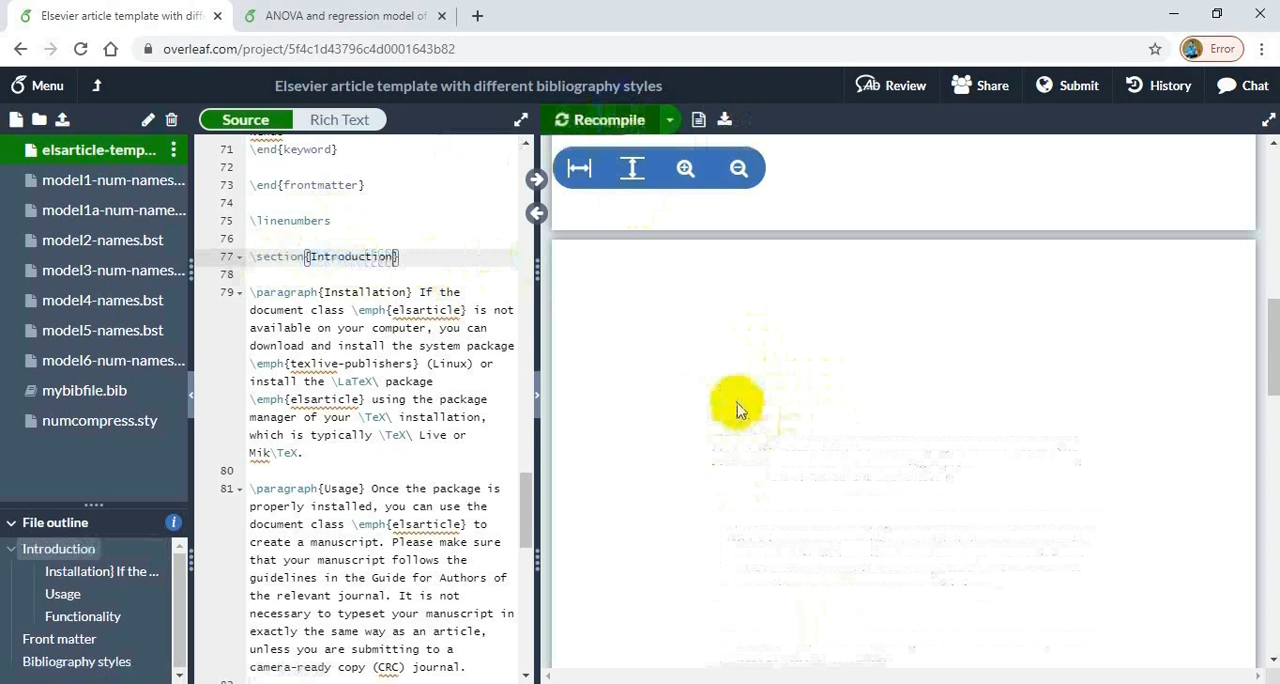 Elsevier article template with diff
ANOVA and regression model of
overleaf.com/project/5f4c1d43796c4d0001643b82
Error
Menu
Elsevier article template with different bibliography styles
Review
Share
Submit
History
Chat
Source
Rich Text
Recompile
elsarticle-temp...
model1-num-names...
model1a-num-name...
model2-names.bst
model3-names.bst
model4-names.bst
model5-names.bst
model6-num-names...
mybibfile.bib
numcompress.sty
File outline
Introduction
Installation} If the ...
Usage
Functionality
Front matter
Bibliography styles
71 \end{keyword}
72
73 \end{frontmatter}
74
75 \linenumbers
76
77 \section{Introduction}
78
79 \paragraph{Installation} If the
document class \emph{elsarticle} is not
available on your computer, you can
download and install the system package
\emph{texlive-publishers} (Linux) or
install the \LaTeX\ package
\emph{elsarticle} using the package
manager of your \TeX\ installation,
which is typically \TeX\ Live or
Mik\TeX.
80
81 \paragraph{Usage} Once the package is
properly installed, you can use the
document class \emph{elsarticle} to
create a manuscript. Please make sure
that your manuscript follows the
guidelines in the Guide for Authors of
the relevant journal. It is not
necessary to typeset your manuscript in
exactly the same way as an article,
unless you are submitting to a
camera-ready copy (CRC) journal.